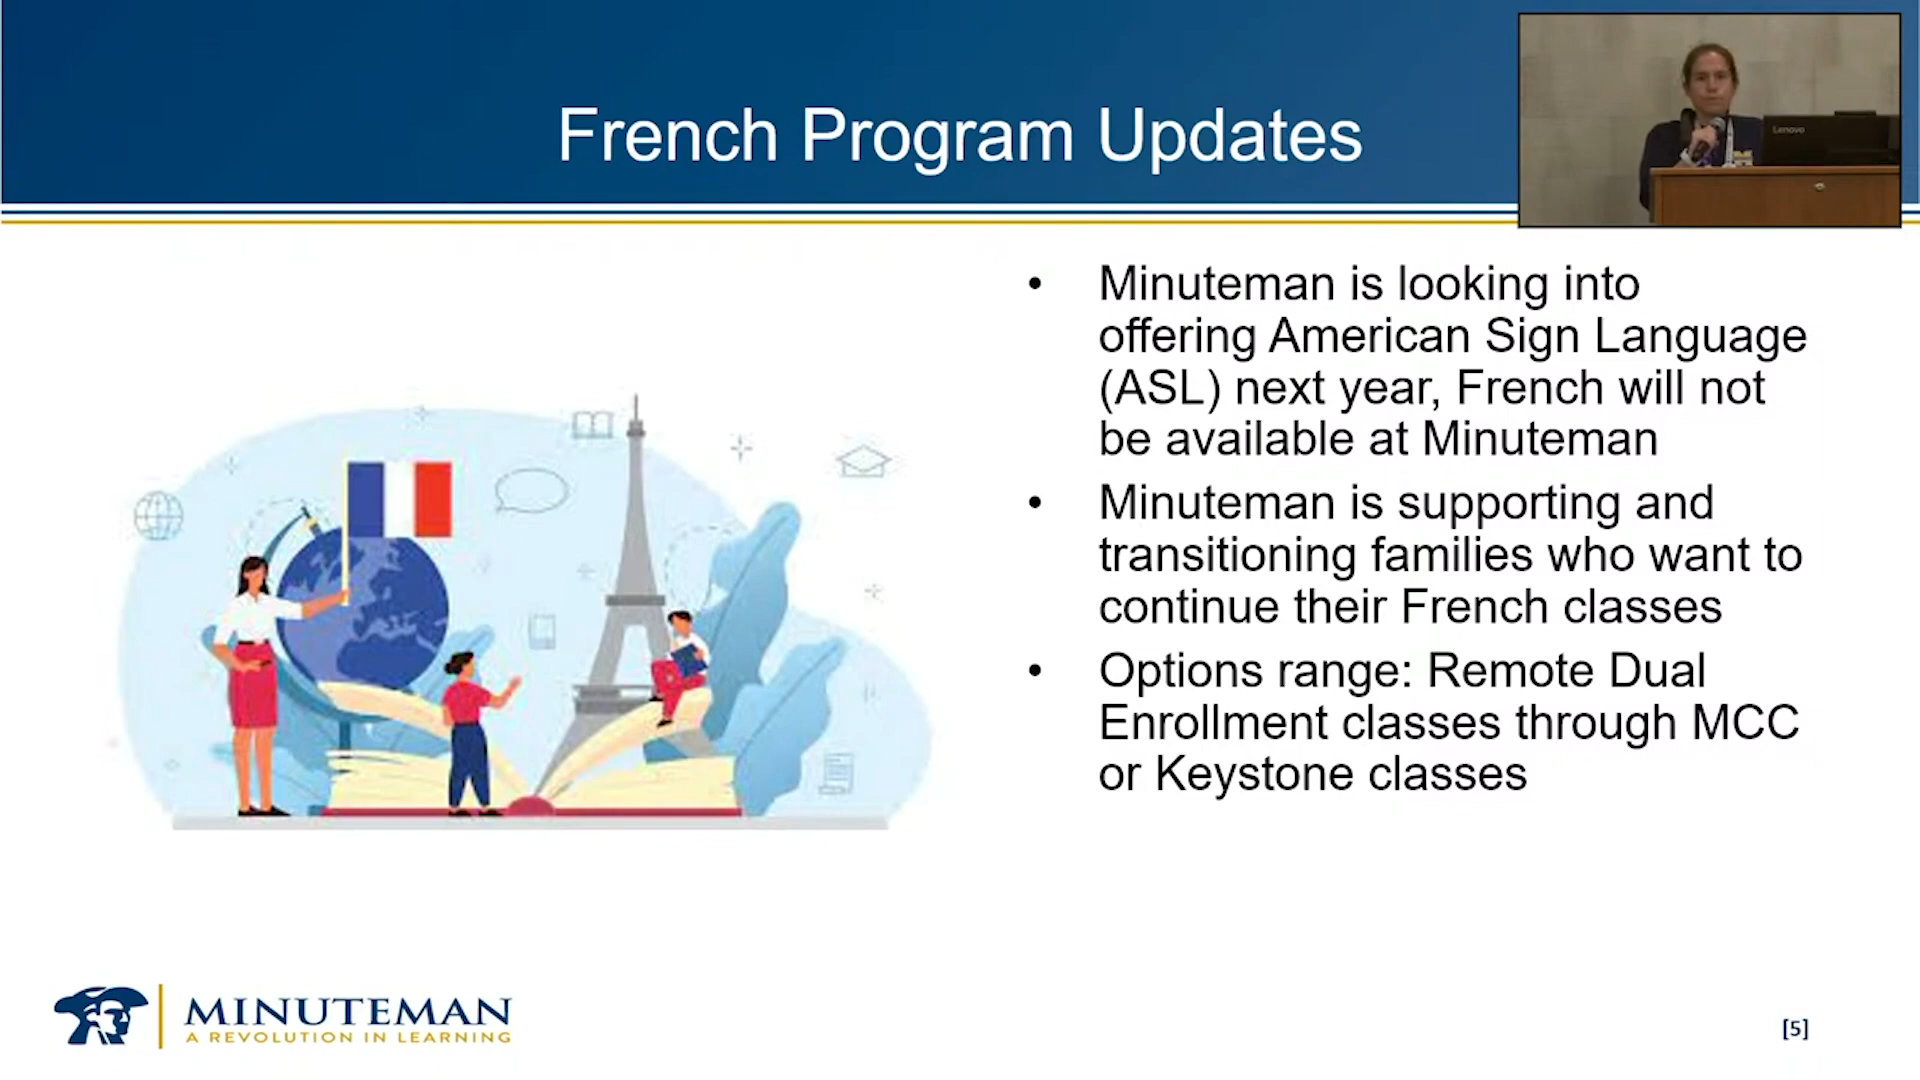 French Program Updates
Lenovo
• Minuteman is looking into
offering American Sign Language
(ASL) next year, French will not
be available at Minuteman
• Minuteman is supporting and
transitioning families who want to
continue their French classes
• Options range: Remote Dual
Enrollment classes through MCC
or Keystone classes
MINUTEMAN
A REVOLUTION IN LEARNING
[5]